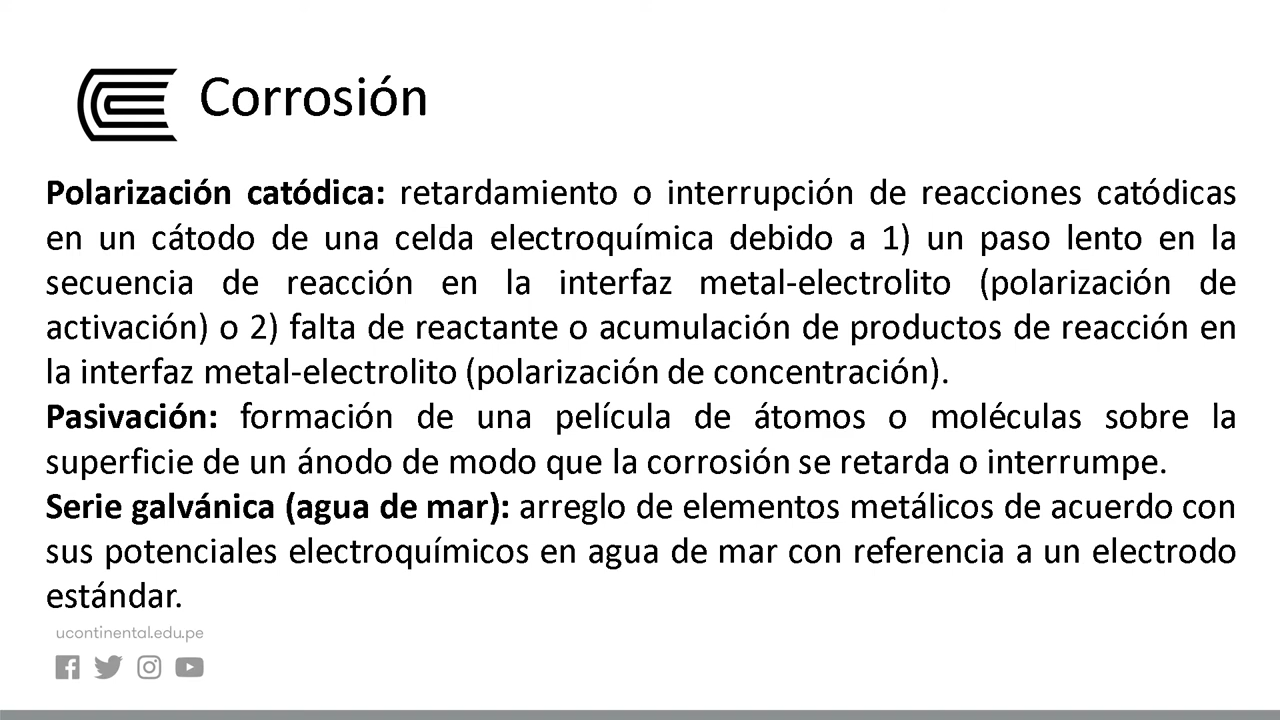 Corrosión
Polarización catódica: retardamiento o interrupción de reacciones catódicas
en un cátodo de una celda electroquímica debido a 1) un paso lento en la
secuencia de reacción en la interfaz metal-electrolito (polarización de
activación) o 2) falta de reactante o acumulación de productos de reacción en
la interfaz metal-electrolito (polarización de concentración).
Pasivación: formación de una película de átomos o moléculas sobre la
superficie de un ánodo de modo que la corrosión se retarda o interrumpe.
Serie galvánica (agua de mar): arreglo de elementos metálicos de acuerdo con
sus potenciales electroquímicos en agua de mar con referencia a un electrodo
estándar.
ucontinental.edu.pe